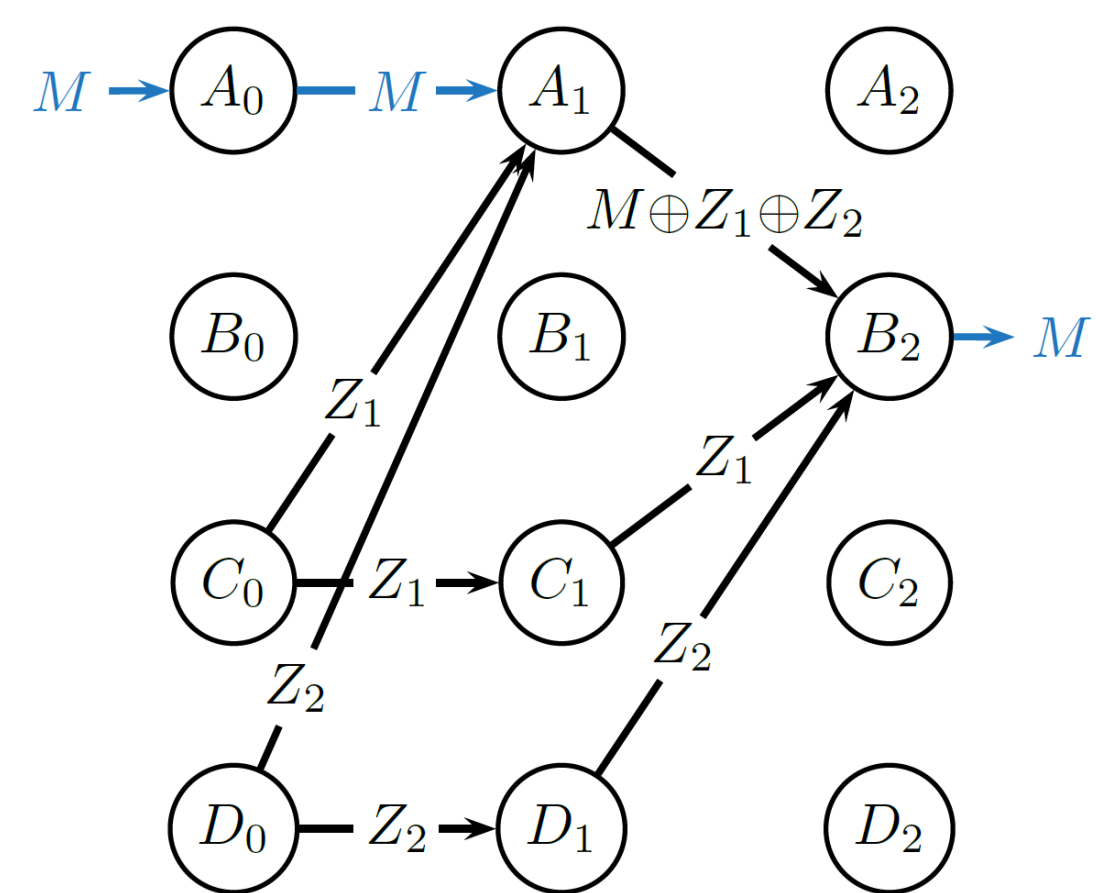 M A₀ M A₁ A₂
M⊕Z₁⊕Z₂
B₀ B₁ B₂ M
Z₁
Z₁
C₀ Z₁ C₁ C₂
Z₂
Z₂
D₀ Z₂ D₁ D₂